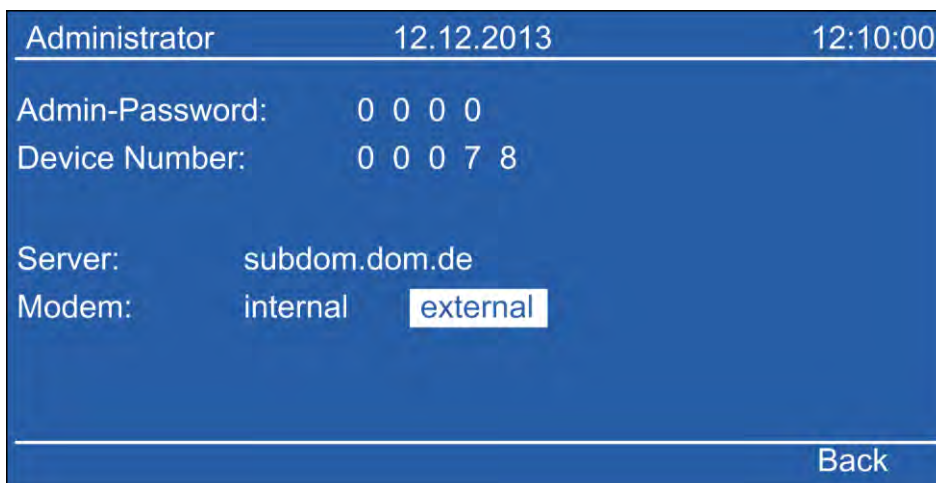 Administrator 12.12.2013 12:10:00
Admin-Password: 0 0 0 0
Device Number: 0 0 0 7 8
Server: subdom.dom.de
Modem: internal external
Back